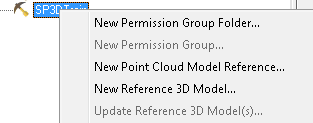 New Permission Group Folder...
New Permission Group...
New Point Cloud Model Reference...
New Reference 3D Model...
Update Reference 3D Model(s)...